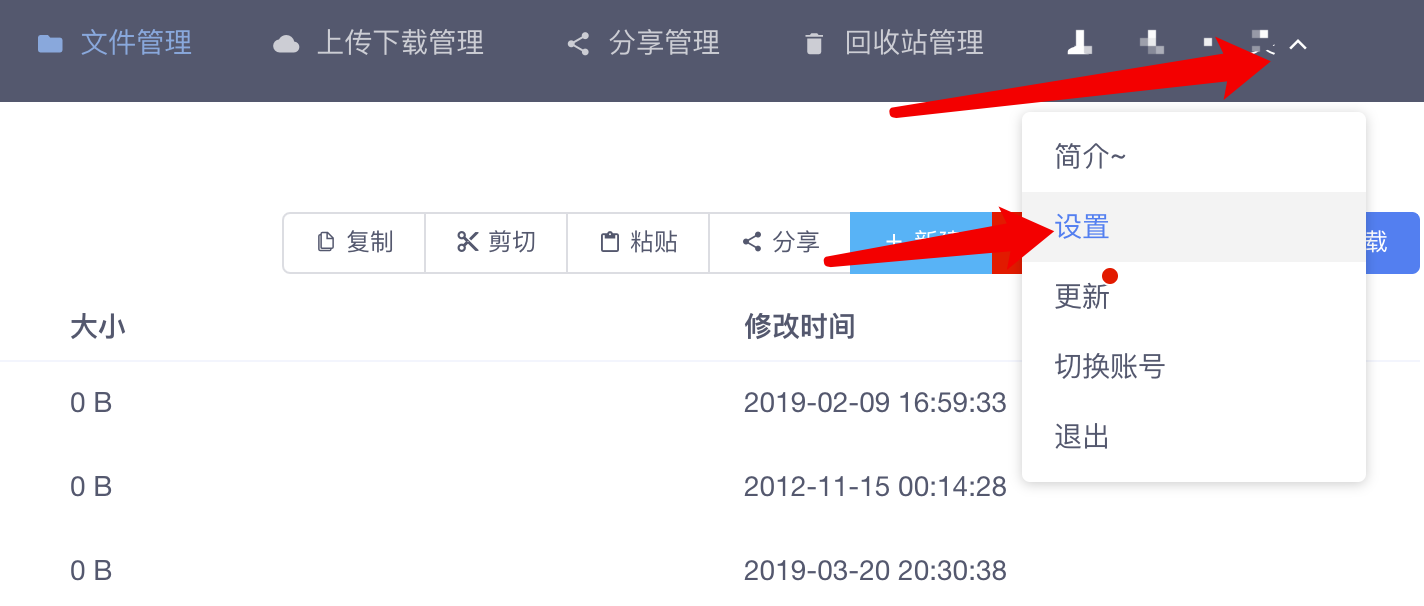 文件管理 上传下载管理 分享管理 回收站管理
简介~
设置
更新
切换账号
退出
复制 剪切 粘贴 分享 载
大小 修改时间
0 B 2019-02-09 16:59:33
0 B 2012-11-15 00:14:28
0 B 2019-03-20 20:30:38